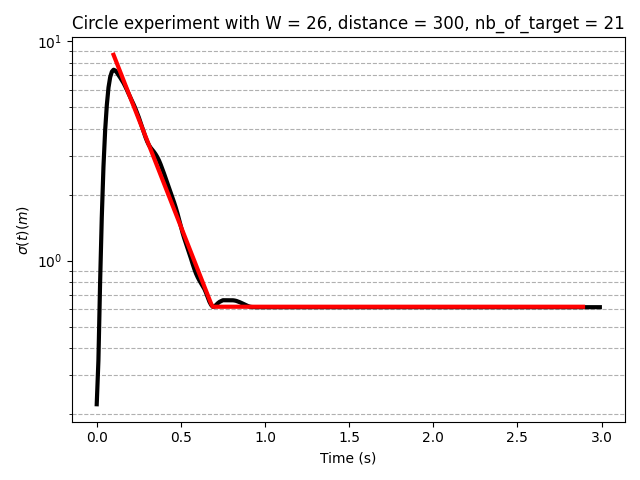 Circle experiment with W = 26, distance = 300, nb_of_target = 21
10¹
10⁰
σ(t)(m)
0.0 0.5 1.0 1.5 2.0 2.5 3.0
Time (s)